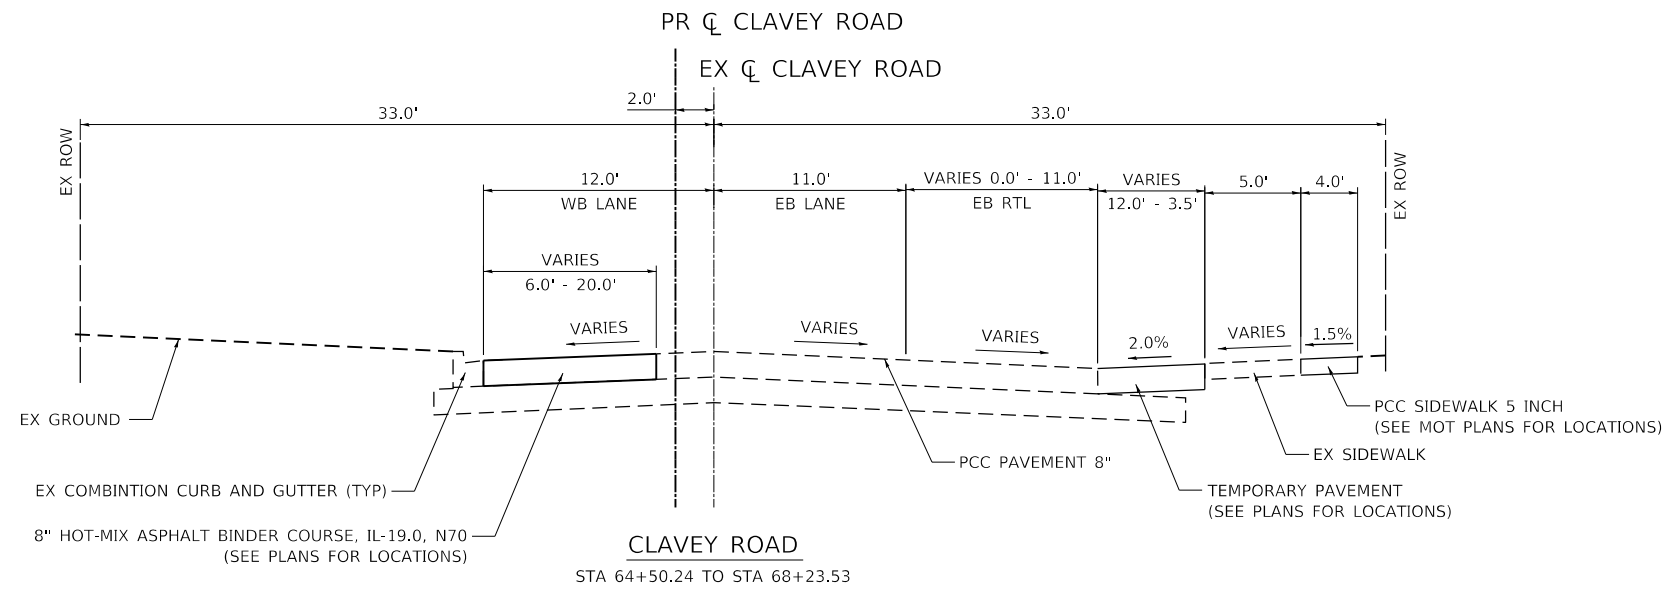 PR ℄ CLAVEY ROAD
EX ℄ CLAVEY ROAD
2.0'
33.0'
33.0'
EX ROW
EX ROW
12.0'
WB LANE
11.0'
EB LANE
VARIES 0.0' - 11.0'
EB RTL
VARIES
12.0' - 3.5'
5.0'
4.0'
VARIES
6.0' - 20.0'
VARIES
VARIES
VARIES
2.0%
VARIES
1.5%
EX GROUND
PCC SIDEWALK 5 INCH
(SEE MOT PLANS FOR LOCATIONS)
EX SIDEWALK
PCC PAVEMENT 8"
EX COMBINTION CURB AND GUTTER (TYP)
TEMPORARY PAVEMENT
(SEE PLANS FOR LOCATIONS)
8" HOT-MIX ASPHALT BINDER COURSE, IL-19.0, N70
(SEE PLANS FOR LOCATIONS)
CLAVEY ROAD
STA 64+50.24 TO STA 68+23.53